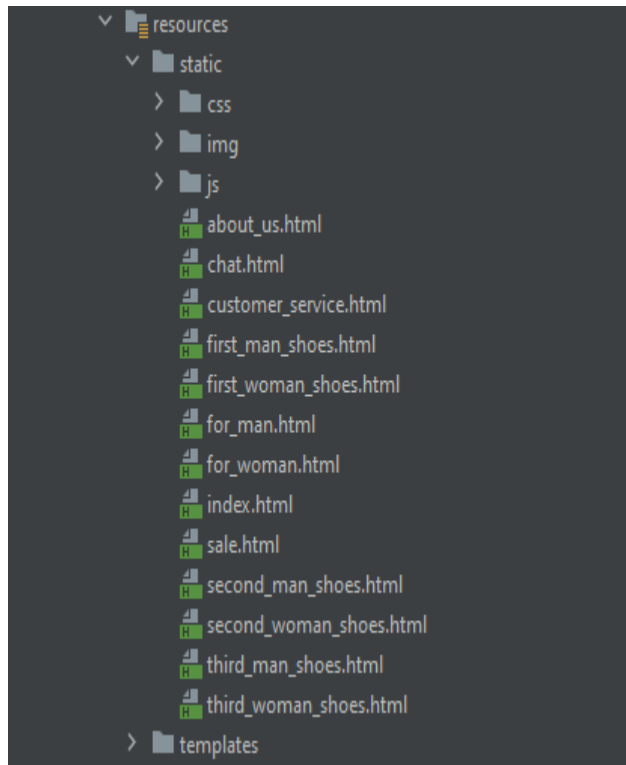 resources
static
css
img
js
about_us.html
chat.html
customer_service.html
first_man_shoes.html
first_woman_shoes.html
for_man.html
for_woman.html
index.html
sale.html
second_man_shoes.html
second_woman_shoes.html
third_man_shoes.html
third_woman_shoes.html
templates